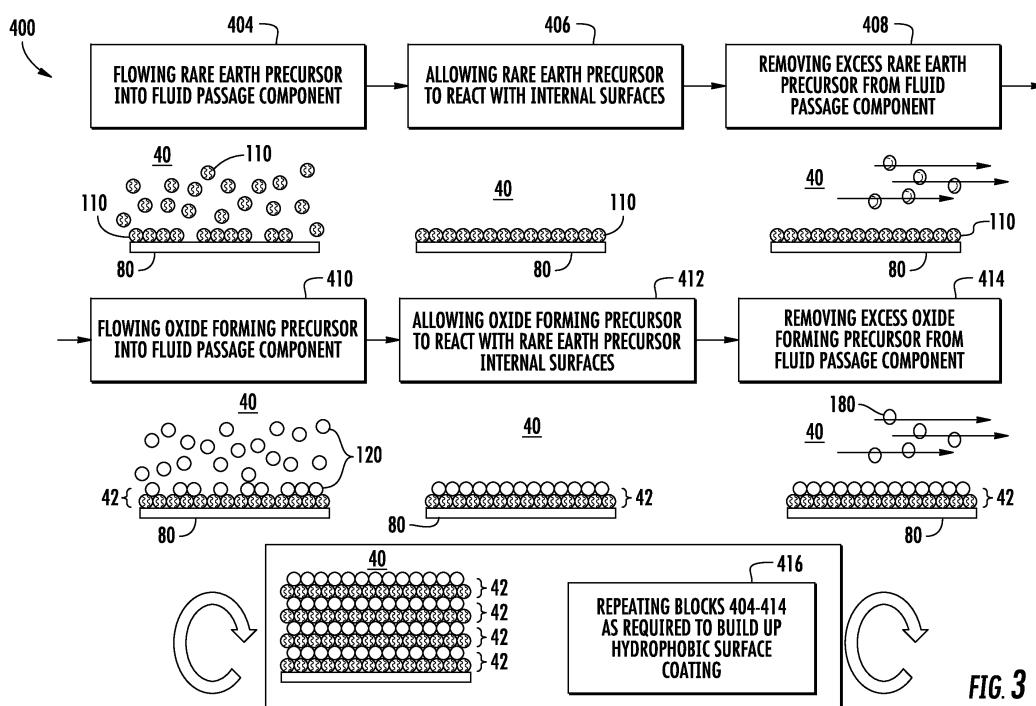 400
404
406
408
FLOWING RARE EARTH PRECURSOR
INTO FLUID PASSAGE COMPONENT
ALLOWING RARE EARTH PRECURSOR
TO REACT WITH INTERNAL SURFACES
REMOVING EXCESS RARE EARTH
PRECURSOR FROM FLUID
PASSAGE COMPONENT
40
110
110
80
40
110
80
40
110
80
410
412
414
FLOWING OXIDE FORMING PRECURSOR
INTO FLUID PASSAGE COMPONENT
ALLOWING OXIDE FORMING PRECURSOR
TO REACT WITH RARE EARTH PRECURSOR
INTERNAL SURFACES
REMOVING EXCESS OXIDE
FORMING PRECURSOR FROM
FLUID PASSAGE COMPONENT
40
120
42
80
40
42
80
180
40
42
80
40
42
42
42
42
416
REPEATING BLOCKS 404-414
AS REQUIRED TO BUILD UP
HYDROPHOBIC SURFACE
COATING
FIG. 3